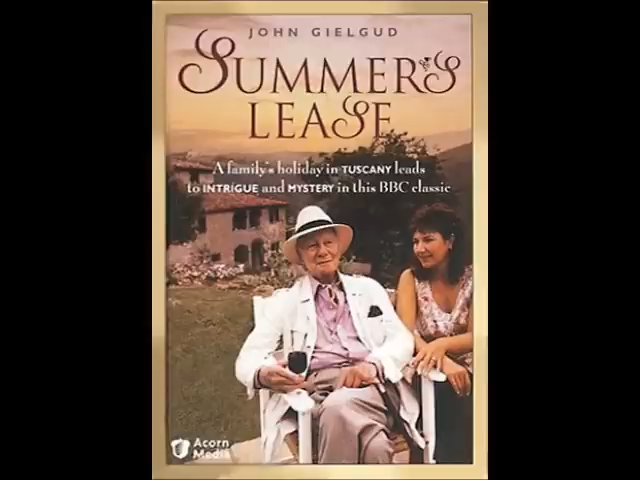 JOHN GIELGUD
SUMMER'S
LEASE
A family's holiday in TUSCANY leads
to INTRIGUE and MYSTERY in this BBC classic
Acorn
Media